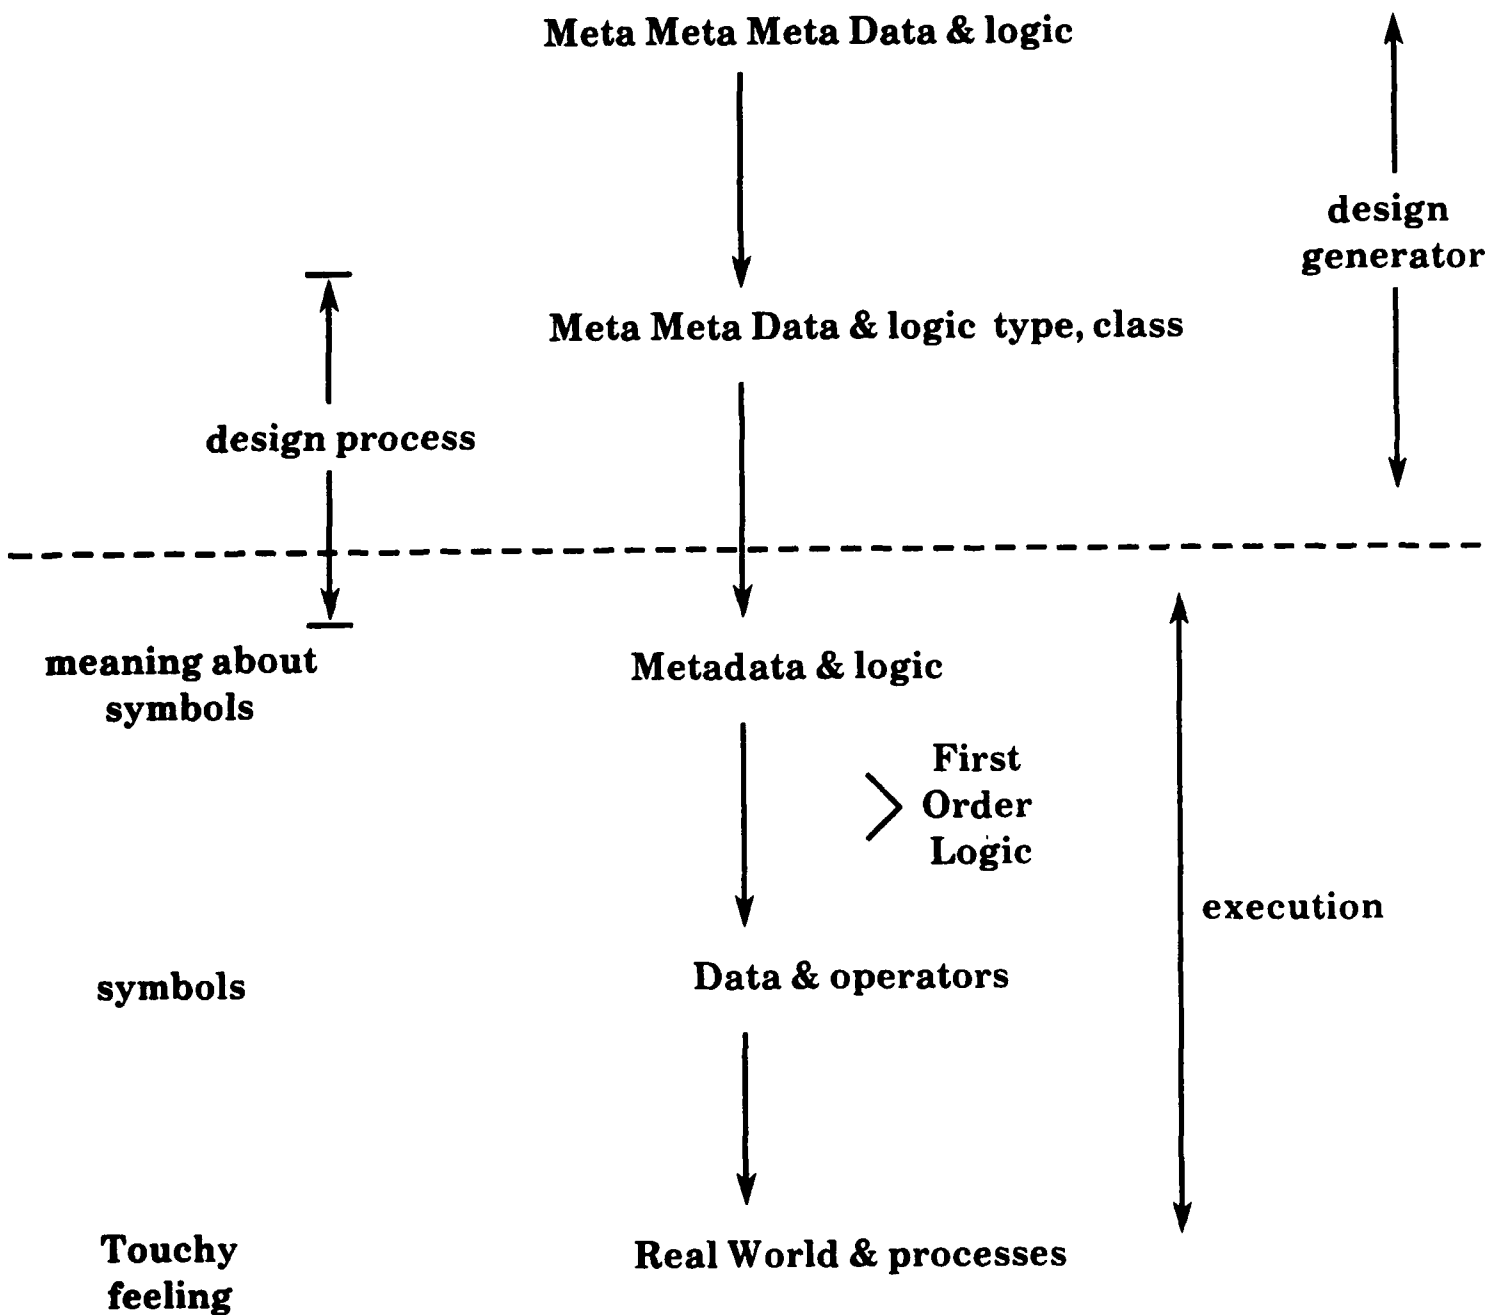 Meta Meta Meta Data & logic
design
generator
Meta Meta Data & logic type, class
design process
meaning about
symbols
Metadata & logic
First
Order
Logic
execution
symbols
Data & operators
Touchy
feeling
Real World & processes